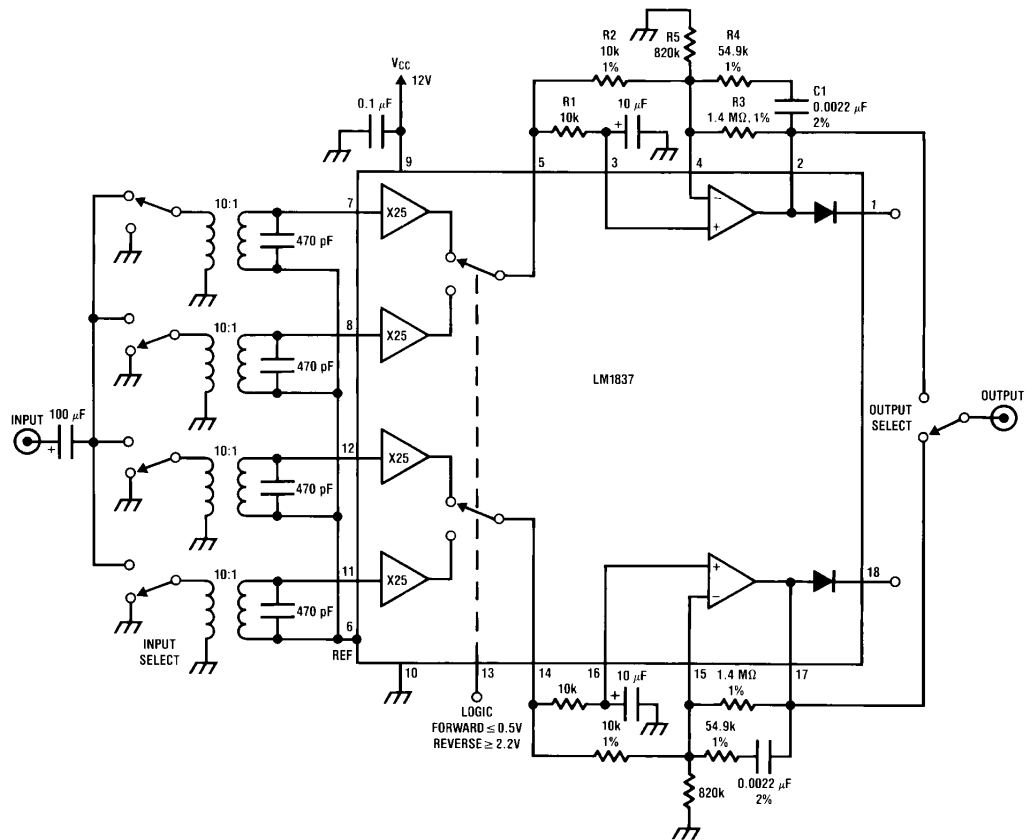 R2
10k
1%
R5
820k
R4
54.9k
1%
VCC
12V
C1
0.0022 μF
2%
0.1 μF
R1
10k
10 μF
+
R3
1.4 MΩ, 1%
9
5
3
4
2
10:1
7
X25
470 pF
−
+
1
10:1
8
X25
470 pF
LM1837
INPUT
100 μF
+
OUTPUT
SELECT
OUTPUT
10:1
12
X25
470 pF
10:1
11
X25
470 pF
+
−
18
INPUT
SELECT
6
REF
10
13
14
16
15
17
LOGIC
FORWARD ≤ 0.5V
REVERSE ≥ 2.2V
10k
10 μF
+
1.4 MΩ
1%
10k
1%
54.9k
1%
0.0022 μF
2%
820k